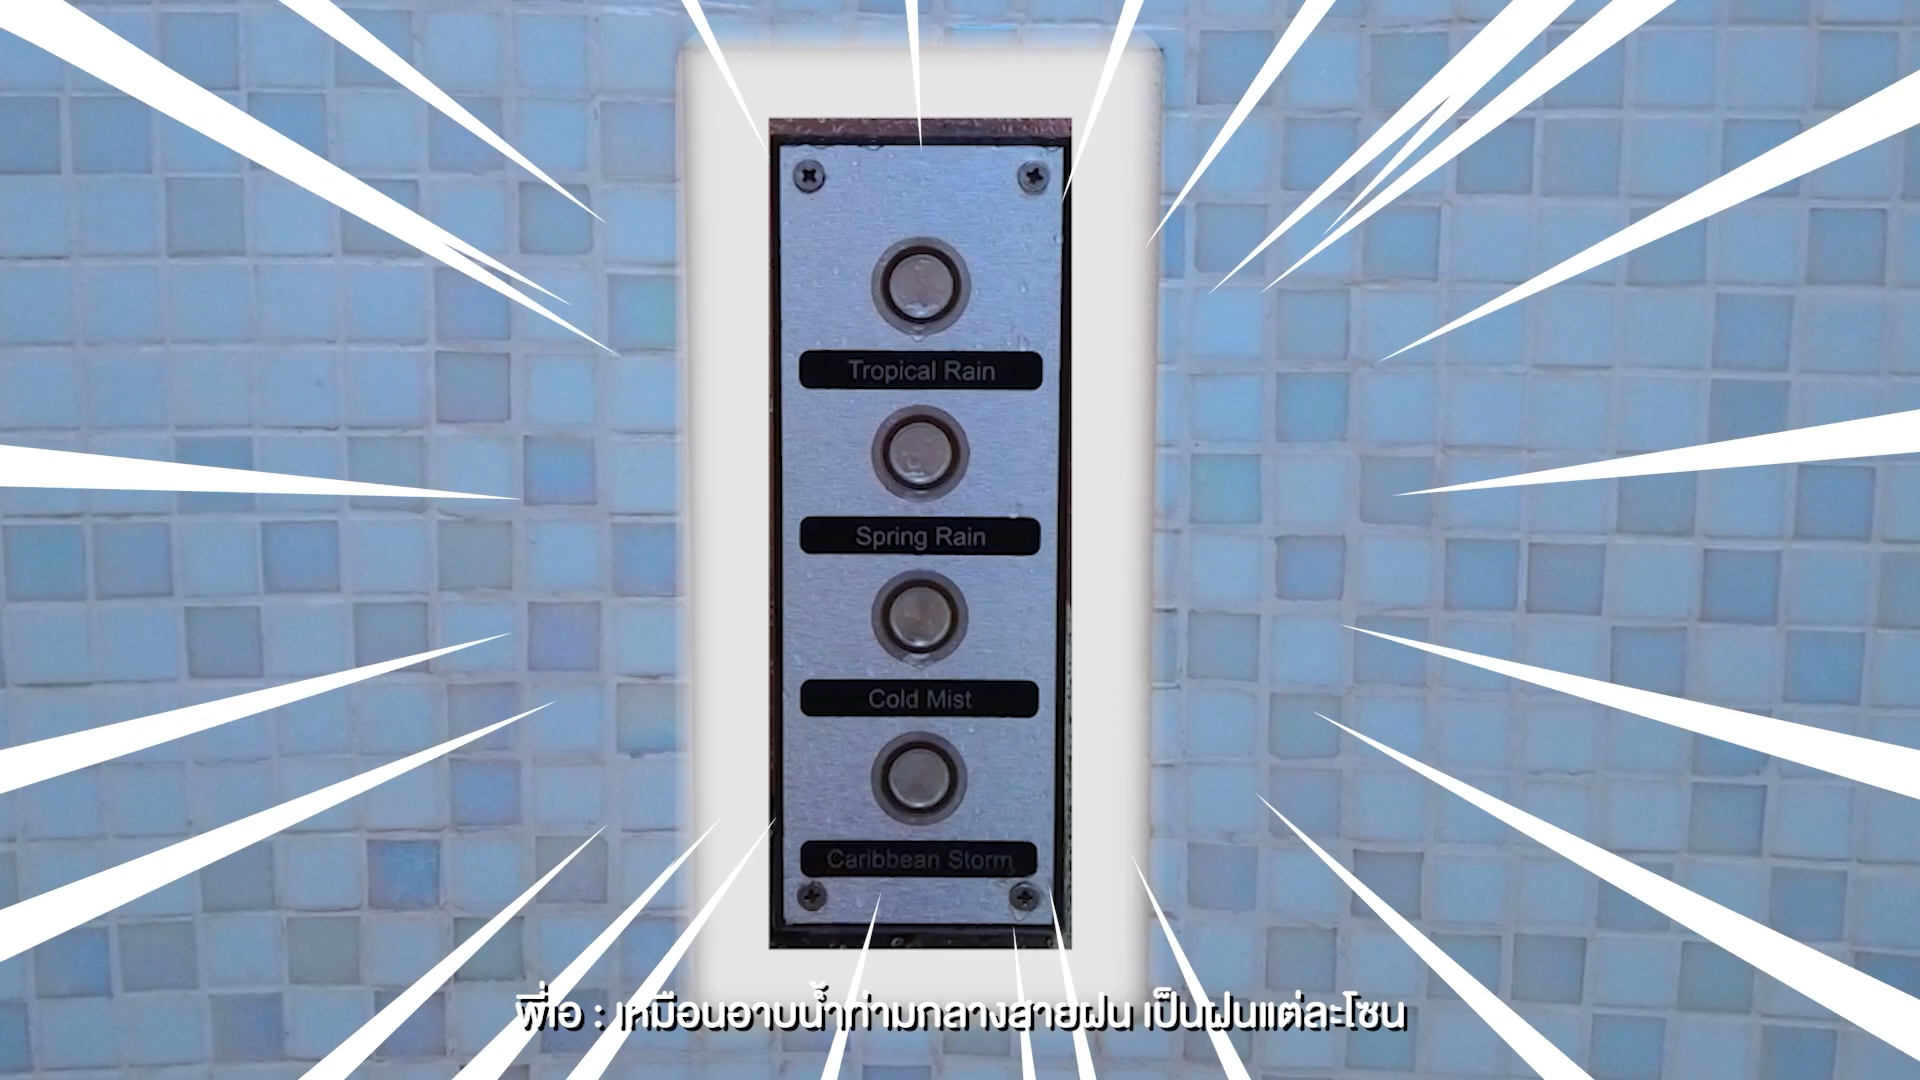 Tropical Rain
Spring Rain
Cold Mist
Caribbean Storm
พี่ไอ : เหมือนอาบน้ำท่ามกลางสายฝน เป็นฝนแต่ละโซน